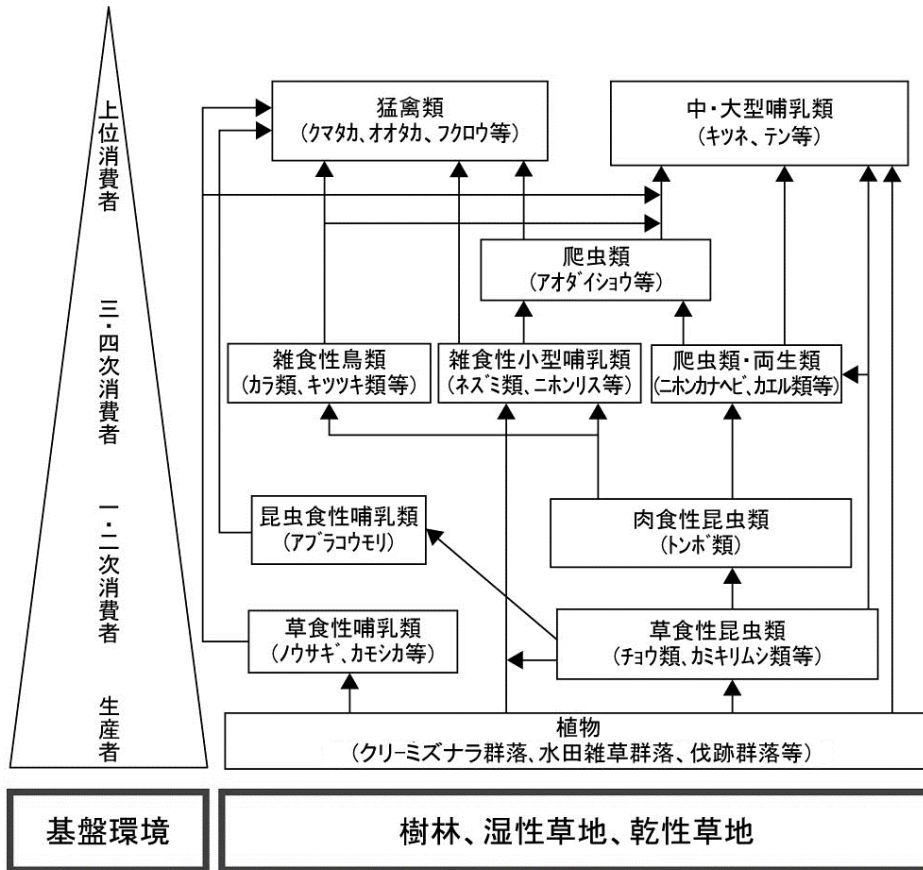 上位消費者
三・四次消費者
一・二次消費者
生産者
猛禽類
(クマタカ、オオタカ、フクロウ等)
中・大型哺乳類
(キツネ、テン等)
爬虫類
(アオダイショウ等)
雑食性鳥類
(カラ類、キツツキ類等)
雑食性小型哺乳類
(ネズミ類、ニホンリス等)
爬虫類・両生類
(ニホンカナヘビ、カエル類等)
昆虫食性哺乳類
(アブラコウモリ)
肉食性昆虫類
(トンボ類)
草食性哺乳類
(ノウサギ、カモシカ等)
草食性昆虫類
(チョウ類、カミキリムシ類等)
植物
(クリーミズナラ群落、水田雑草群落、伐跡群落等)
基盤環境
樹林、湿性草地、乾性草地